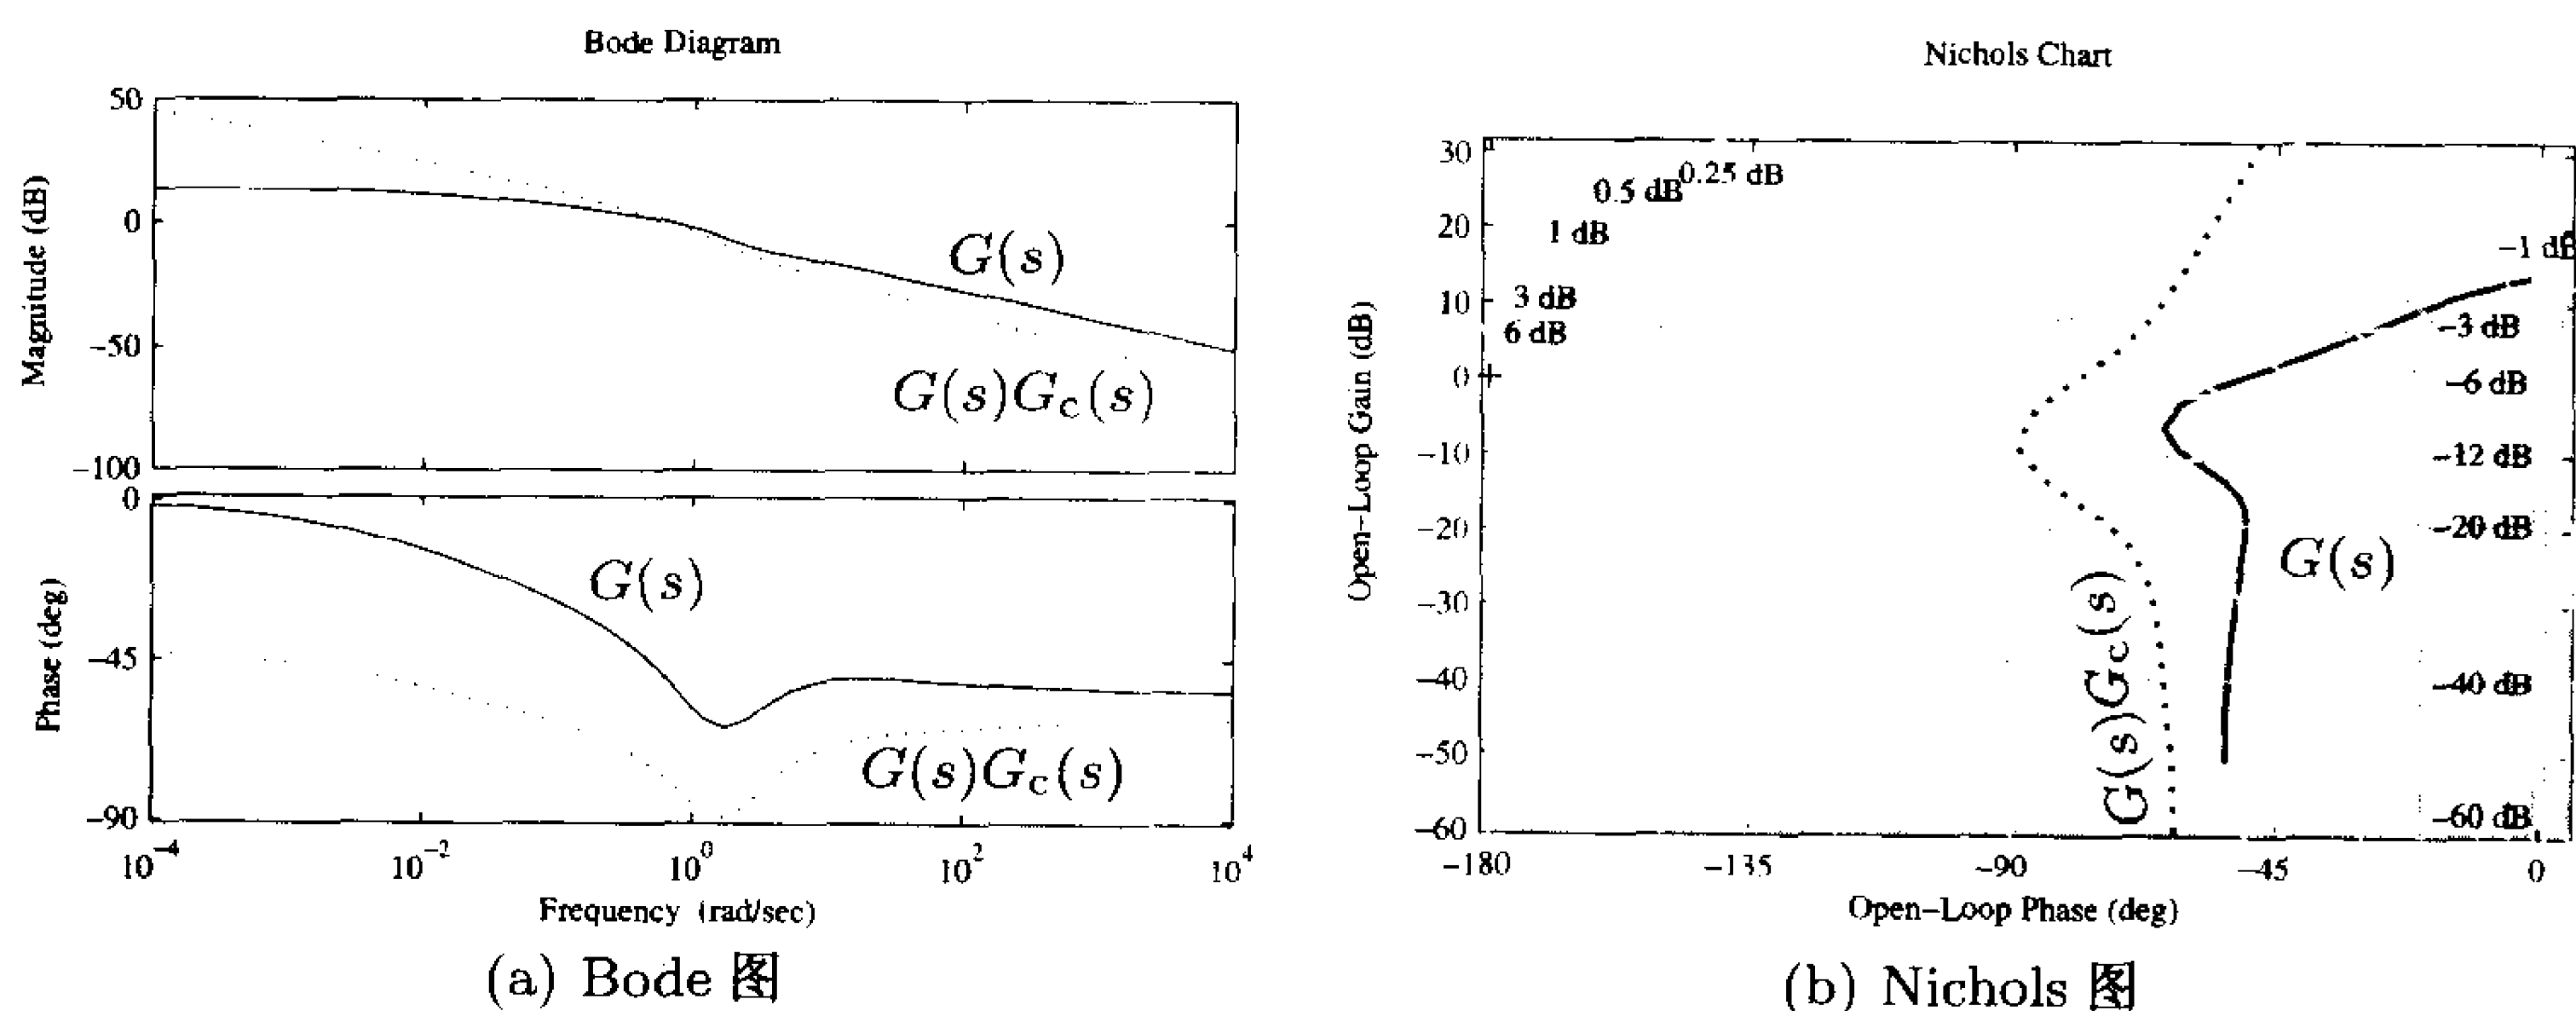 Bode Diagram
50
0
−50
−100
Magnitude (dB)
G(s)
G(s)G_c(s)
0
−45
−90
Phase (deg)
G(s)
G(s)G_c(s)
10^−4
10^−2
10^0
10^2
10^4
Frequency (rad/sec)
(a) Bode 图
Nichols Chart
30
20
10
0
−10
−20
−30
−40
−50
−60
Open−Loop Gain (dB)
0.5 dB
0.25 dB
1 dB
3 dB
6 dB
−1 dB
−3 dB
−6 dB
−12 dB
−20 dB
−40 dB
−60 dB
G(s)
G(s)G_c(s)
−180
−135
−90
−45
0
Open−Loop Phase (deg)
(b) Nichols 图